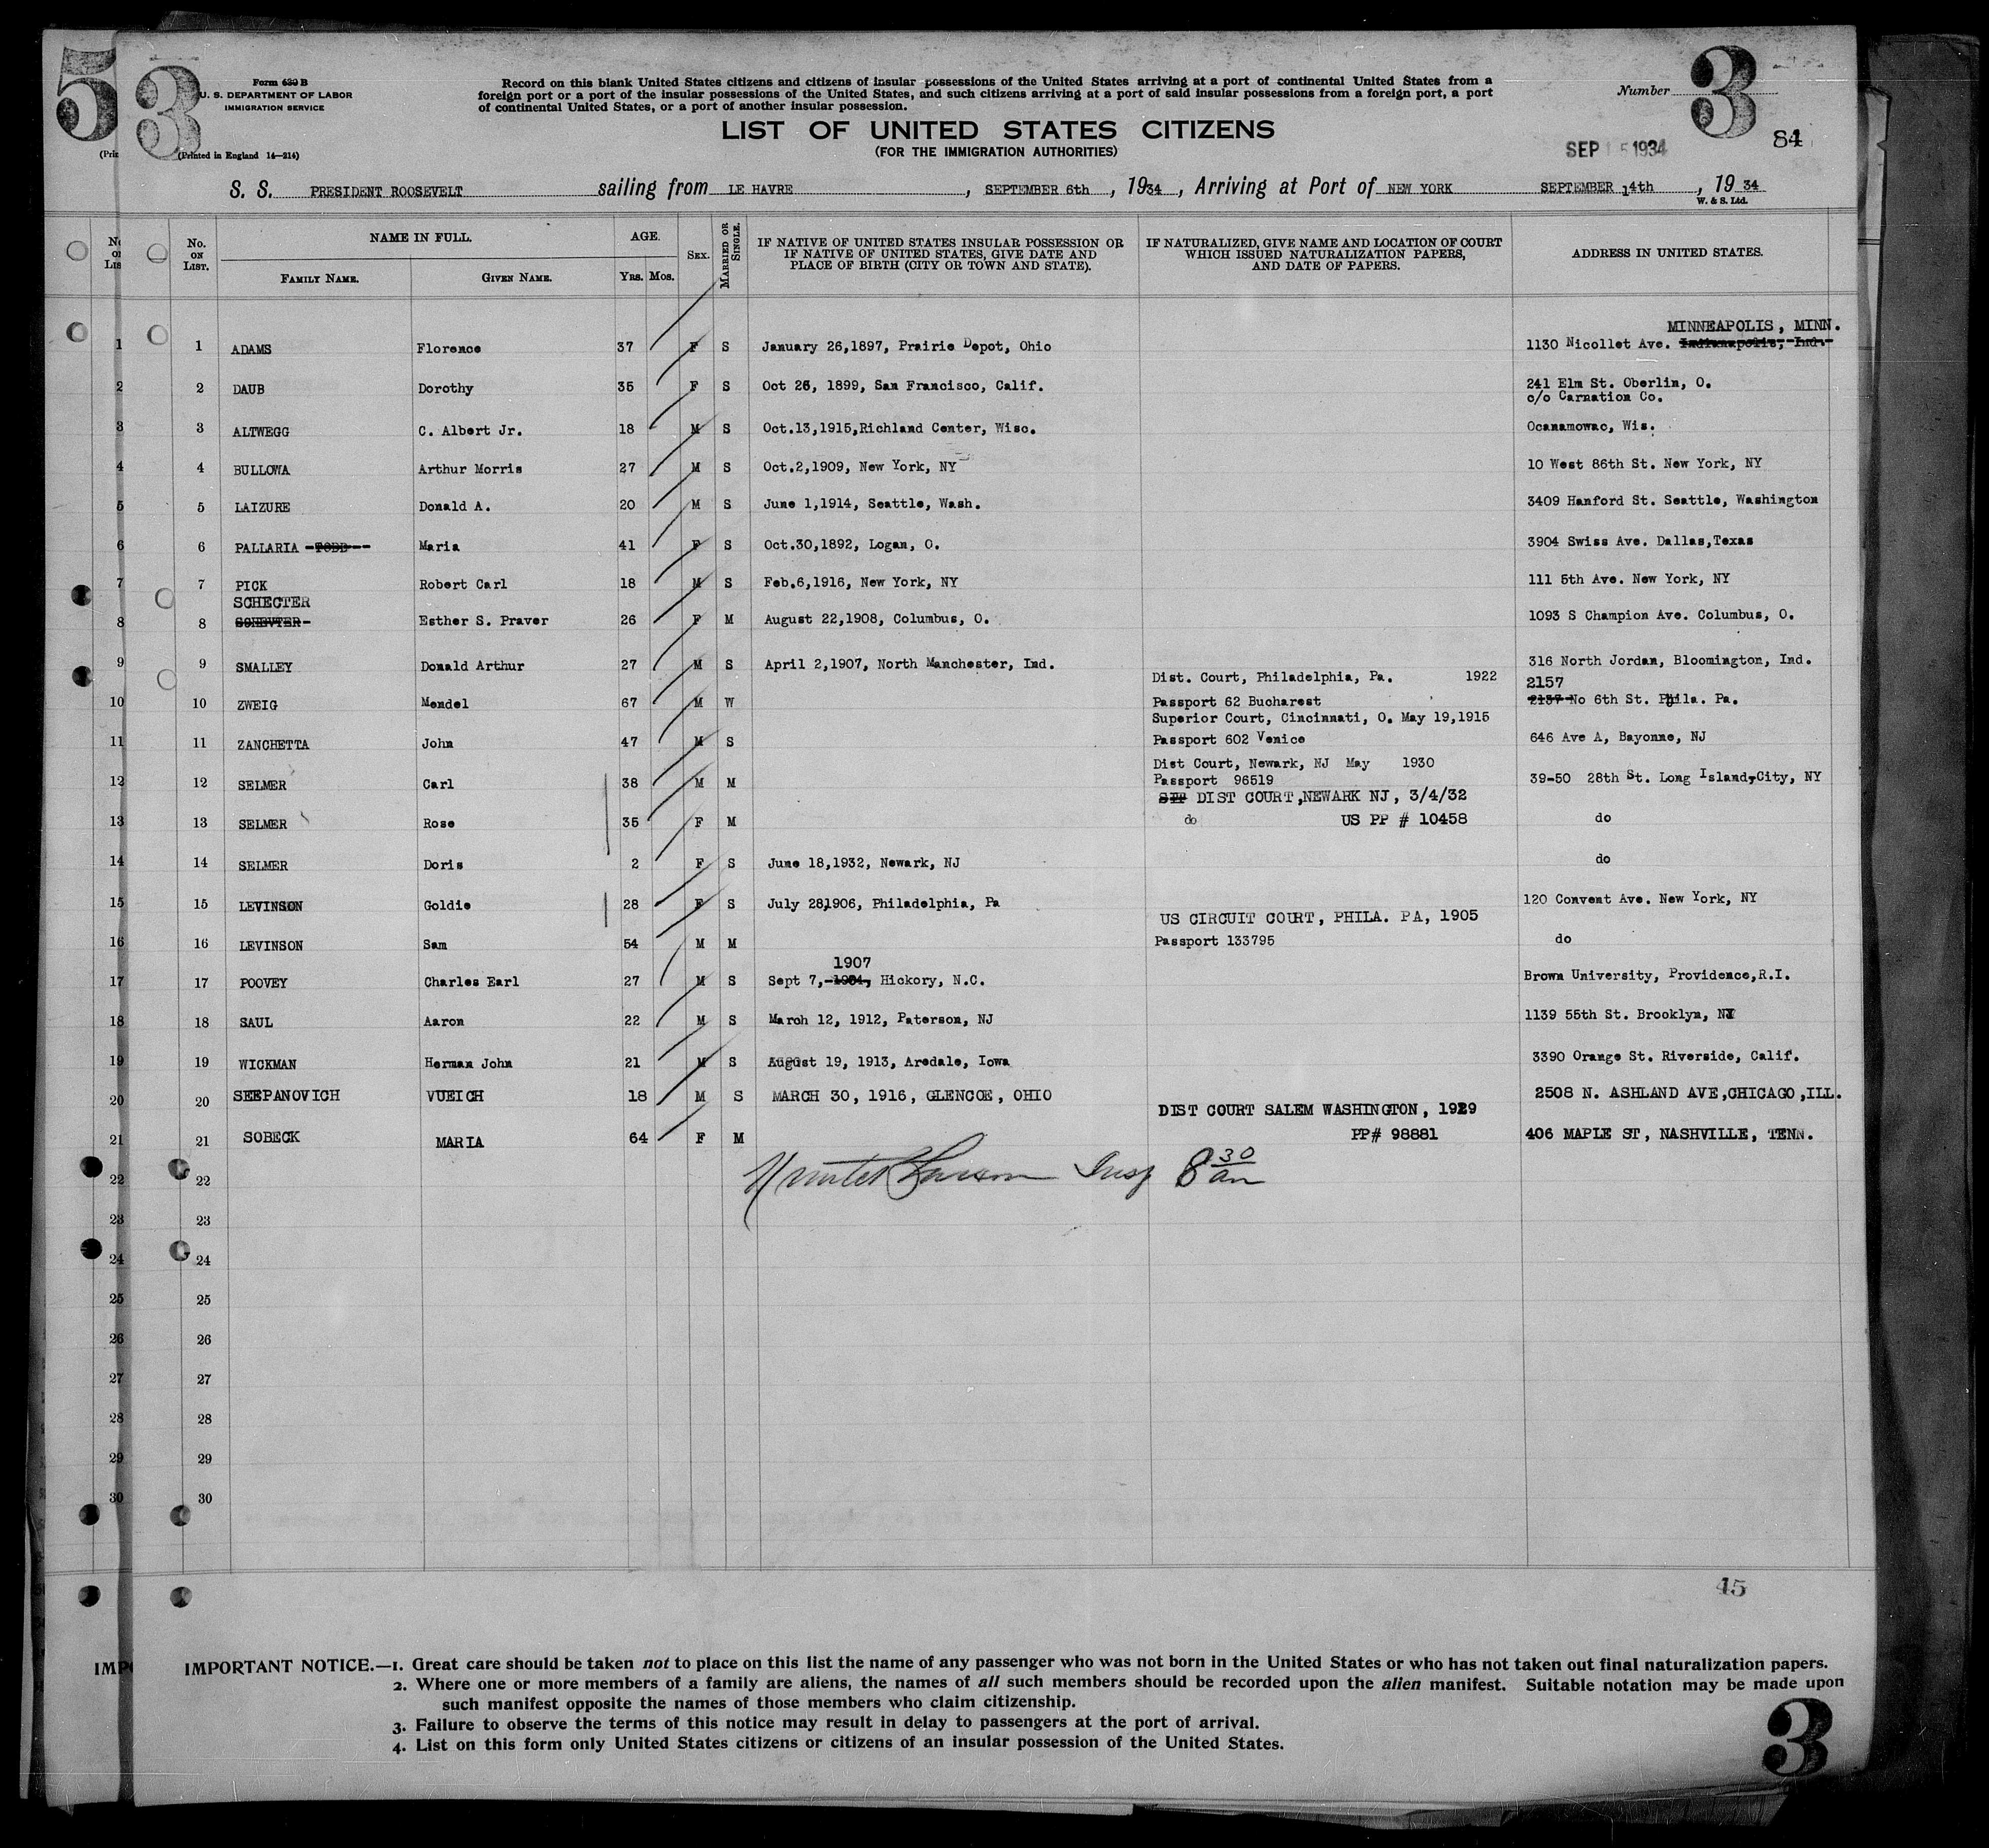 5
3
Form 630 B
U. S. DEPARTMENT OF LABOR
IMMIGRATION SERVICE
(Printed in England 14—214)
Record on this blank United States citizens and citizens of insular possessions of the United States arriving at a port of continental United States from a
foreign port or a port of the insular possessions of the United States, and such citizens arriving at a port of said insular possessions from a foreign port, a port
of continental United States, or a port of another insular possession.
LIST OF UNITED STATES CITIZENS
(FOR THE IMMIGRATION AUTHORITIES)
Number 3
84
SEP 15 1934
S. S. PRESIDENT ROOSEVELT sailing from LE HAVRE, SEPTEMBER 6th, 1934, Arriving at Port of NEW YORK SEPTEMBER 14th, 1934
W. & S. Ltd.
No. ON LIST. NAME IN FULL. FAMILY NAME. GIVEN NAME. AGE. YRS. MOS. SEX. MARRIED OR SINGLE. IF NATIVE OF UNITED STATES INSULAR POSSESSION OR IF NATIVE OF UNITED STATES, GIVE DATE AND PLACE OF BIRTH (CITY OR TOWN AND STATE). IF NATURALIZED, GIVE NAME AND LOCATION OF COURT WHICH ISSUED NATURALIZATION PAPERS, AND DATE OF PAPERS. ADDRESS IN UNITED STATES.
MINNEAPOLIS, MINN.
1 ADAMS Florence 37 F S January 26,1897, Prairie Depot, Ohio 1130 Nicollet Ave. Indianapolis, Ind.
2 DAUB Dorothy 35 F S Oct 26, 1899, San Francisco, Calif. 241 Elm St. Oberlin, O.
c/o Carnation Co.
3 ALTWEGG C. Albert Jr. 18 M S Oct.13,1915,Richland Center, Wisc. Ocanamowac, Wis.
4 BULLOWA Arthur Morris 27 M S Oct.2,1909, New York, NY 10 West 86th St. New York, NY
5 LAIZURE Donald A. 20 M S June 1,1914, Seattle, Wash. 3409 Hanford St. Seattle, Washington
6 PALLARIA TODD Maria 41 F S Oct.30,1892, Logan, O. 3904 Swiss Ave. Dallas,Texas
7 PICK Robert Carl 18 M S Feb.6,1916, New York, NY 111 5th Ave. New York, NY
SCHECTER
8 SCHEVTER Esther S. Praver 26 F M August 22,1908, Columbus, O. 1093 S Champion Ave. Columbus, O.
9 SMALLEY Donald Arthur 27 M S April 2,1907, North Manchester, Ind. 316 North Jordan, Bloomington, Ind.
Dist. Court, Philadelphia, Pa. 1922 2157
10 ZWEIG Mendel 67 M W Passport 62 Bucharest 2137 No 6th St. Phila. Pa.
Superior Court, Cincinnati, O. May 19,1915
11 ZANCHETTA John 47 M S Passport 602 Venice 646 Ave A, Bayonne, NJ
Dist Court, Newark, NJ May 1930
12 SELMER Carl 38 M M Passport 96519 39-50 28th St. Long Island,City, NY
DIST COURT,NEWARK NJ, 3/4/32
13 SELMER Rose 35 F M do US PP # 10458 do
14 SELMER Doris 2 F S June 18,1932, Newark, NJ do
15 LEVINSON Goldie 28 F S July 28,1906, Philadelphia, Pa 120 Convent Ave. New York, NY
US CIRCUIT COURT, PHILA. PA, 1905
16 LEVINSON Sam 54 M M Passport 133795 do
1907
17 POOVEY Charles Earl 27 M S Sept 7, 1934, Hickory, N.C. Brown University, Providence,R.I.
18 SAUL Aaron 22 M S March 12, 1912, Paterson, NJ 1139 55th St. Brooklyn, NY
19 WICKMAN Herman John 21 M S August 19, 1913, Aredale, Iowa 3390 Orange St. Riverside, Calif.
20 SEEPANOVICH VUEICH 18 M S MARCH 30, 1916, GLENCOE, OHIO 2508 N. ASHLAND AVE,CHICAGO,ILL.
DIST COURT SALEM WASHINGTON, 1929
21 SOBECK MARIA 64 F M PP# 98881 406 MAPLE ST, NASHVILLE, TENN.
22 Insp 8 30 am
23
24
25
26
27
28
29
30
45
IMPORTANT NOTICE.—1. Great care should be taken not to place on this list the name of any passenger who was not born in the United States or who has not taken out final naturalization papers.
2. Where one or more members of a family are aliens, the names of all such members should be recorded upon the alien manifest. Suitable notation may be made upon
such manifest opposite the names of those members who claim citizenship.
3. Failure to observe the terms of this notice may result in delay to passengers at the port of arrival.
4. List on this form only United States citizens or citizens of an insular possession of the United States.
3